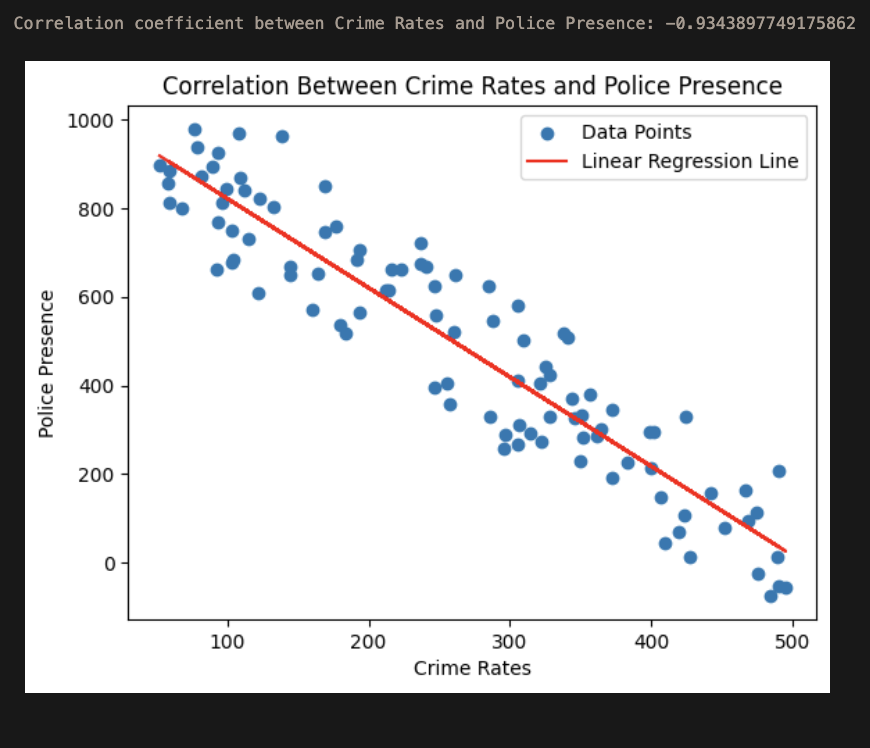 Correlation coefficient between Crime Rates and Police Presence: −0.9343897749175862
Correlation Between Crime Rates and Police Presence
Data Points
Linear Regression Line
1000
800
600
400
200
0
Police Presence
100 200 300 400 500
Crime Rates